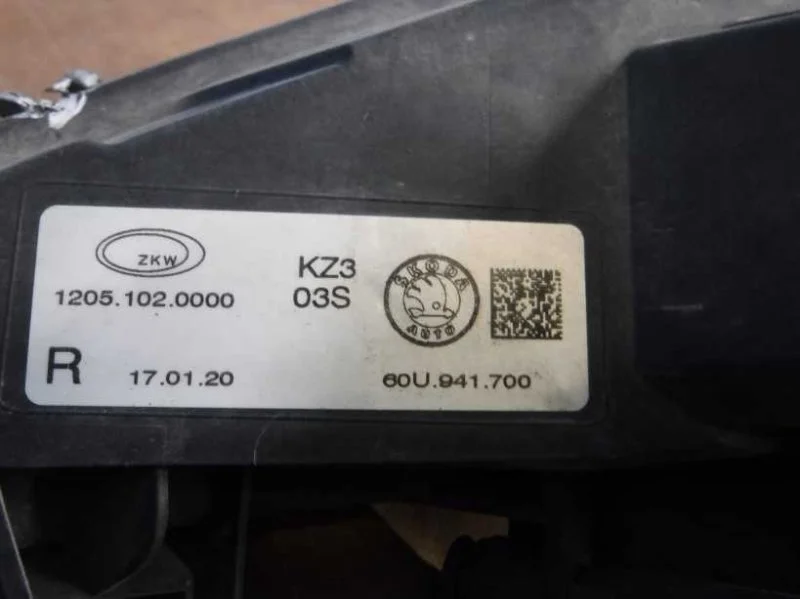 ZKW
1205.102.0000
KZ3
03S
ŠKODA
AUTO
R
17.01.20
60U.941.700